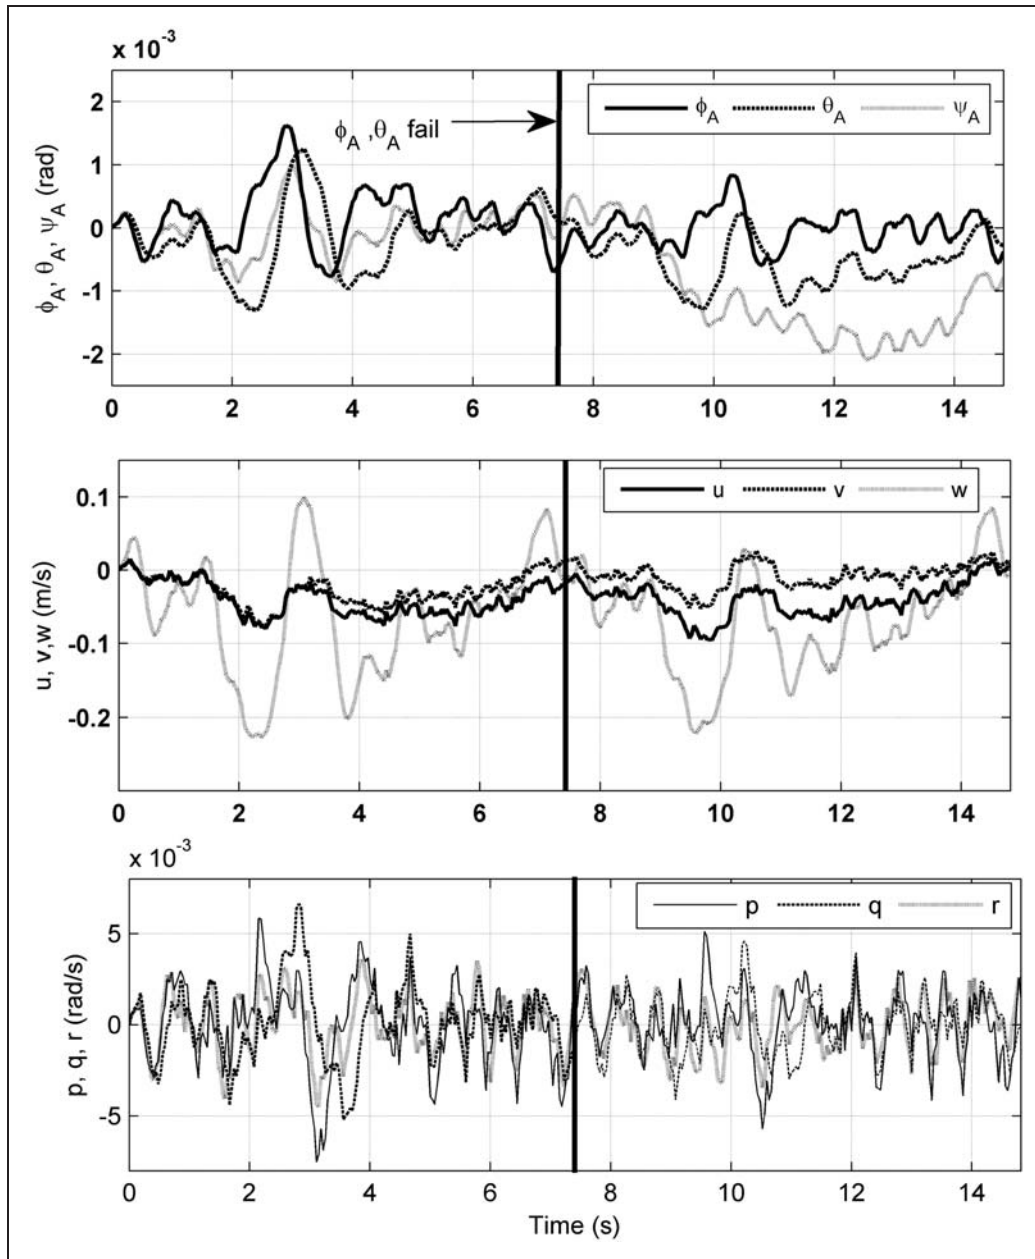 x 10⁻³
ϕ_A, θ_A, ψ_A (rad)
2
1
0
-1
-2
ϕ_A ,θ_A fail
ϕ_A θ_A ψ_A
0 2 4 6 8 10 12 14
u, v,w (m/s)
0.1
0
-0.1
-0.2
u v w
0 2 4 6 8 10 12 14
x 10⁻³
p, q, r (rad/s)
5
0
-5
p q r
0 2 4 6 8 10 12 14
Time (s)